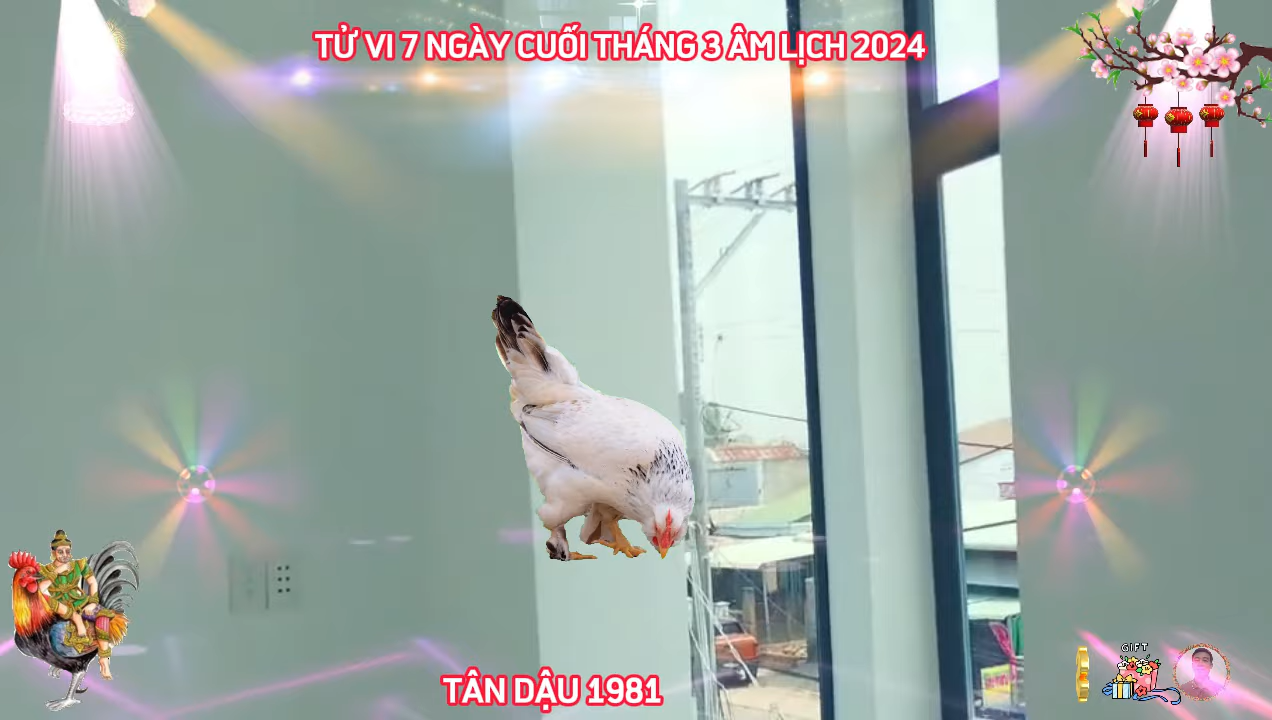 TỬ VI 7 NGÀY CUỐI THÁNG 3 ÂM LỊCH 2024
GIFT
TÂN DẬU 1981